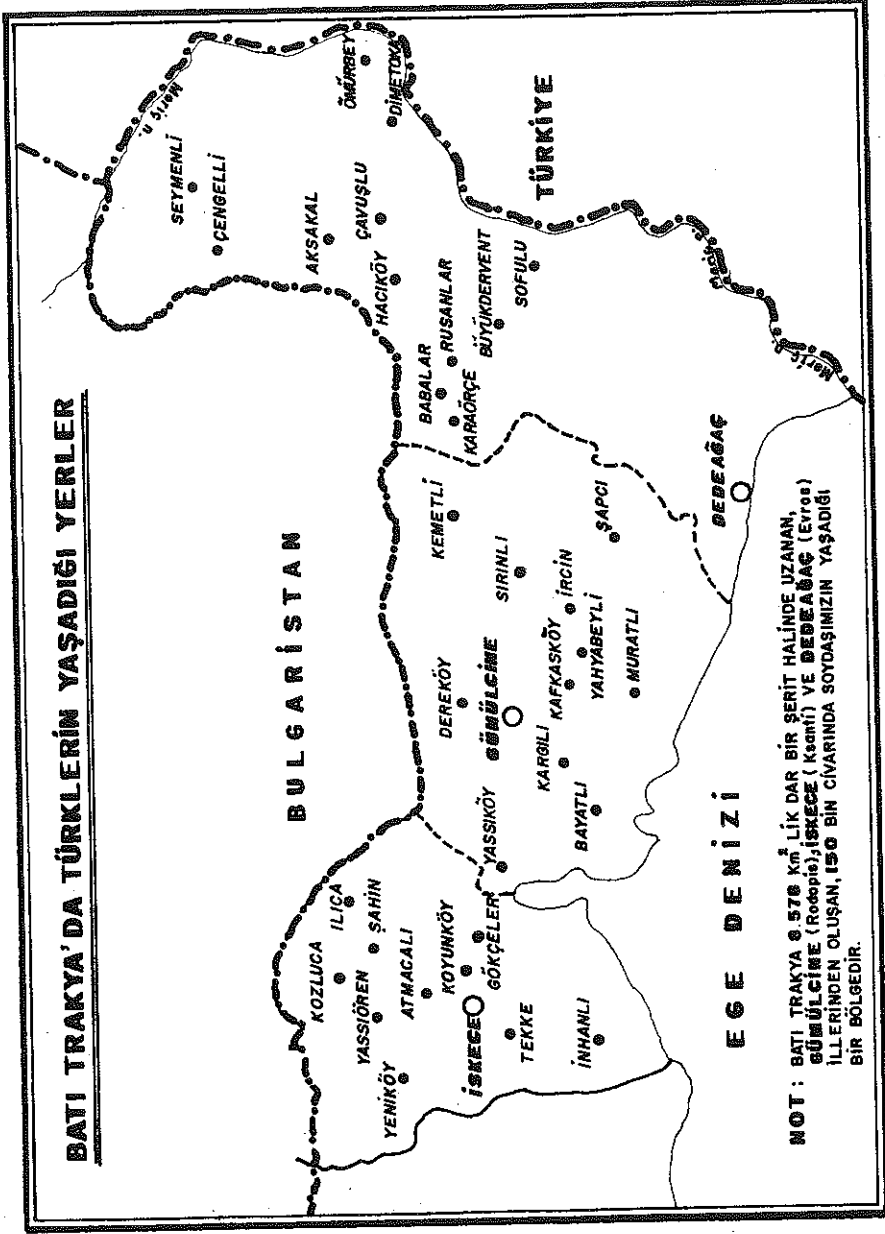 BATI TRAKYA'DA TÜRKLERİN YAŞADIĞI YERLER
BULGARİSTAN
TÜRKİYE
EGE DENİZİ
Meriç n.
SEYMENLİ
ÇENGELLİ
AKSAKAL
ÇAVUŞLU
HACIKÖY
ÖMÜRBEY
DİMETOKA
BABALAR
RUSANLAR
KARAÖRÇE
BÜYÜKDERVENT
SOFULU
Meriç n.
Meriç n.
DEDEAĞAÇ
KEMETLİ
SIRINLI
ŞAPCI
DEREKÖY
GÜMÜLCİNE
İRCİN
KAFKASKÖY
YAHYABEYLİ
MURATLI
KARGILI
BAYATLI
YASSIKÖY
KOZLUCA
ILICA
ŞAHİN
YASSIÖREN
ATMACALI
KOYUNKÖY
GÖKÇELER
YENİKÖY
İSKEÇE
TEKKE
İNHANLI
NOT: BATI TRAKYA 8.578 Km² LİK DAR BİR ŞERİT HALİNDE UZANAN,
GÜMÜLCİNE (Rodopis), İSKEÇE (Ksanti) VE DEDEAĞAÇ (Evros)
İLLERİNDEN OLUŞAN, 150 BİN CİVARINDA SOYDAŞIMIZIN YAŞADIĞI
BİR BÖLGEDİR.